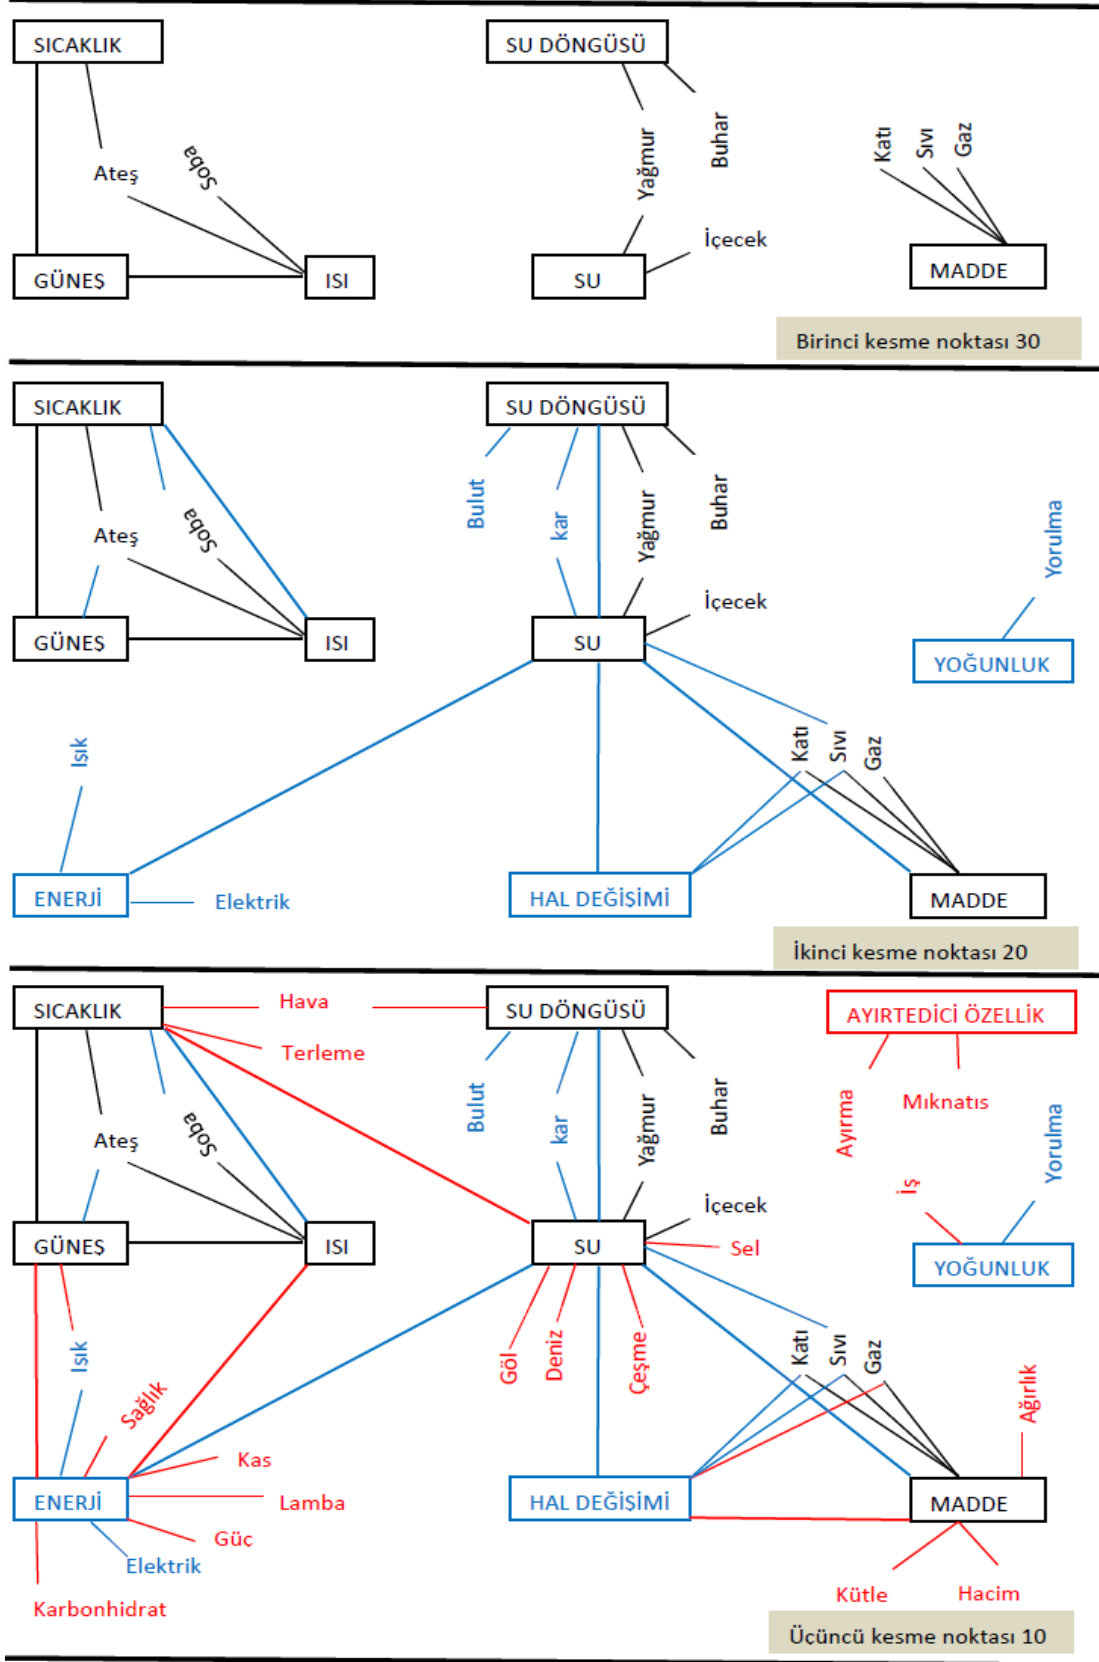 SICAKLIK
SU DÖNGÜSÜ
Ateş
Soba
Yağmur
Buhar
Katı
Sıvı
Gaz
İçecek
GÜNEŞ
ISI
SU
MADDE
Birinci kesme noktası 30
SICAKLIK
SU DÖNGÜSÜ
Bulut
kar
Yağmur
Buhar
Ateş
Soba
Yorulma
İçecek
GÜNEŞ
ISI
SU
YOĞUNLUK
Işık
Katı
Sıvı
Gaz
ENERJİ
Elektrik
HAL DEĞİŞİMİ
MADDE
İkinci kesme noktası 20
SICAKLIK
Hava
SU DÖNGÜSÜ
AYIRTEDİCİ ÖZELLİK
Terleme
Bulut
kar
Yağmur
Buhar
Ayırma
Mıknatıs
Ateş
Soba
Yorulma
İş
İçecek
GÜNEŞ
ISI
SU
Sel
YOĞUNLUK
Işık
Göl
Deniz
Çeşme
Katı
Sıvı
Gaz
Sağlık
Ağırlık
Kas
ENERJİ
Lamba
HAL DEĞİŞİMİ
MADDE
Güç
Elektrik
Karbonhidrat
Kütle
Hacim
Üçüncü kesme noktası 10